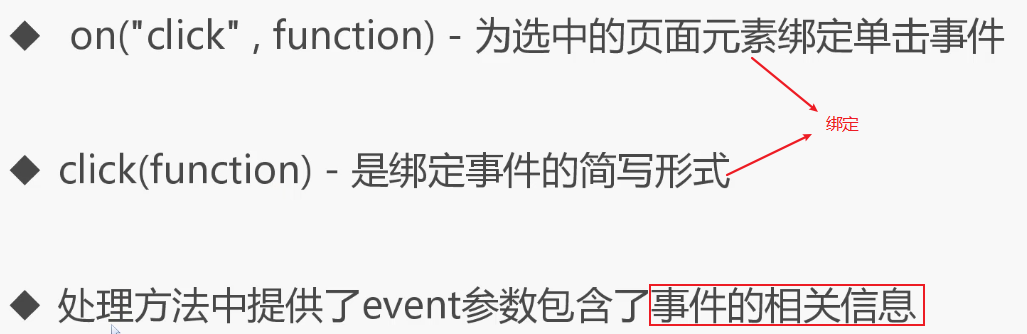 ◆ on("click" , function) - 为选中的页面元素绑定单击事件
绑定
◆ click(function) - 是绑定事件的简写形式
◆ 处理方法中提供了event参数包含了事件的相关信息